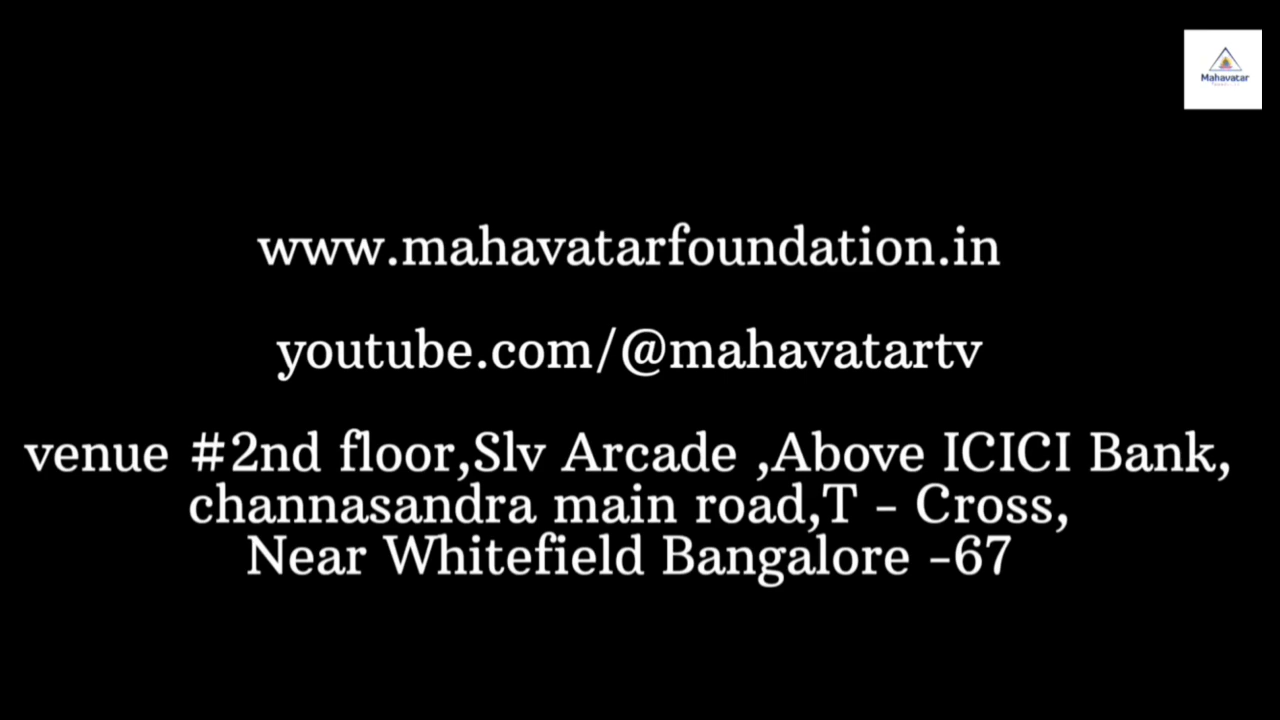 Mahavatar
www.mahavatarfoundation.in
youtube.com/@mahavatartv
venue #2nd floor,Slv Arcade ,Above ICICI Bank,
channasandra main road,T - Cross,
Near Whitefield Bangalore -67